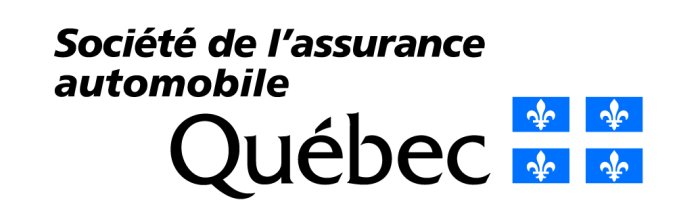 Société de l'assurance
automobile
Québec